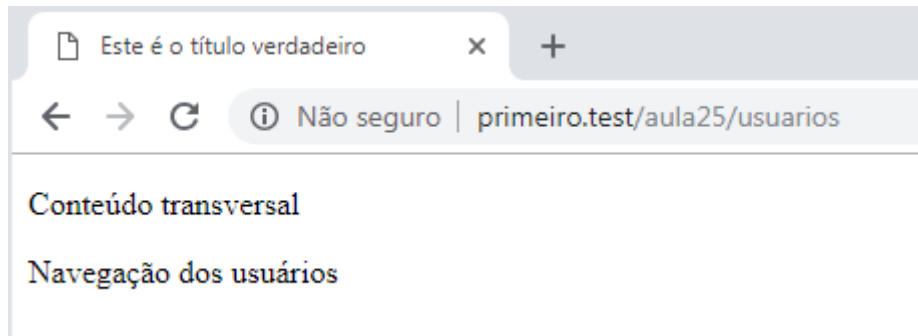 Este é o título verdadeiro
Não seguro | primeiro.test/aula25/usuarios
Conteúdo transversal
Navegação dos usuários